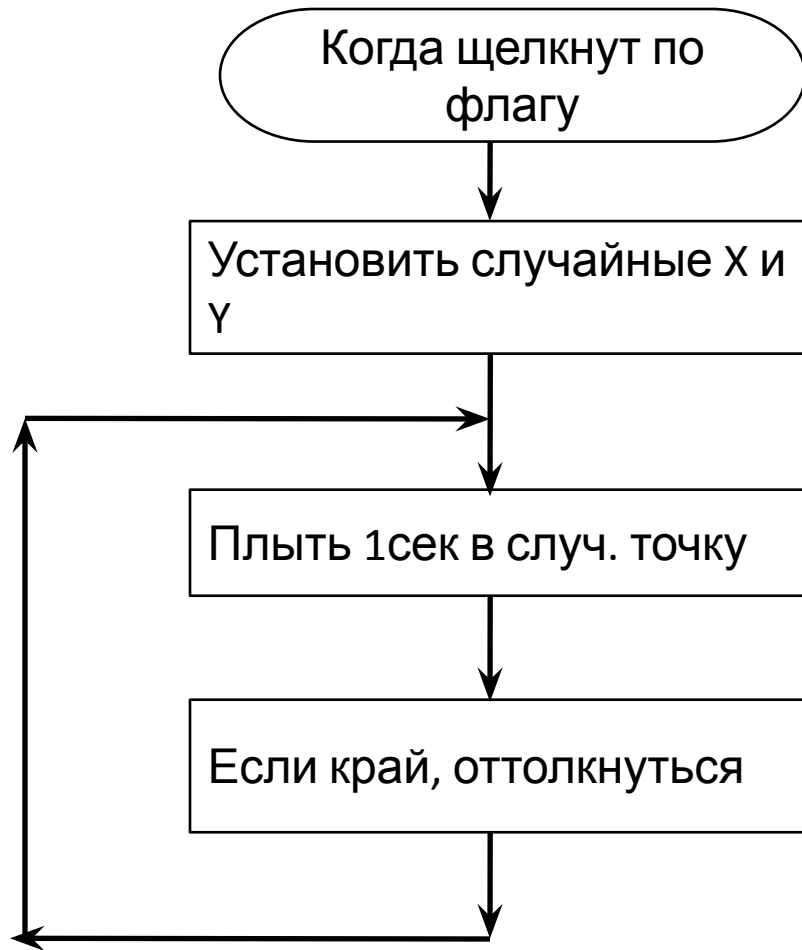 Когда щелкнут по
флагу
Установить случайные X и
Y
Плыть 1сек в случ. точку
Если край, оттолкнуться